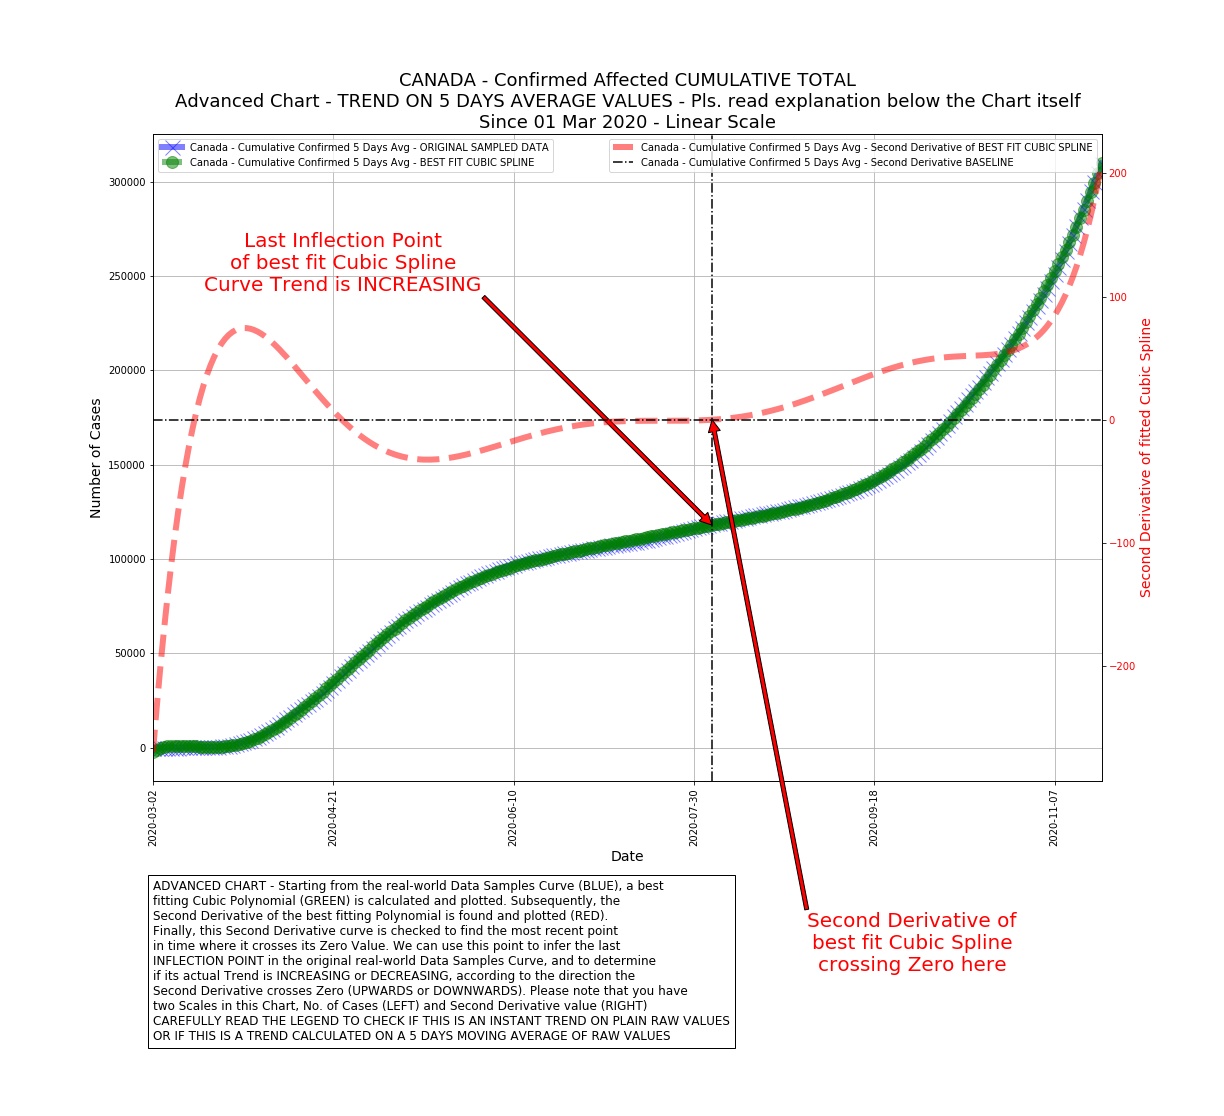 CANADA - Confirmed Affected CUMULATIVE TOTAL
Advanced Chart - TREND ON 5 DAYS AVERAGE VALUES - Pls. read explanation below the Chart itself
Since 01 Mar 2020 - Linear Scale
Canada - Cumulative Confirmed 5 Days Avg - ORIGINAL SAMPLED DATA
Canada - Cumulative Confirmed 5 Days Avg - BEST FIT CUBIC SPLINE
Canada - Cumulative Confirmed 5 Days Avg - Second Derivative of BEST FIT CUBIC SPLINE
Canada - Cumulative Confirmed 5 Days Avg - Second Derivative BASELINE
Last Inflection Point
of best fit Cubic Spline
Curve Trend is INCREASING
Number of Cases
300000
250000
200000
150000
100000
50000
0
200
100
0
−100
−200
Second Derivative of fitted Cubic Spline
2020-03-02
2020-04-21
2020-06-10
2020-07-30
2020-09-18
2020-11-07
Date
Second Derivative of
best fit Cubic Spline
crossing Zero here
ADVANCED CHART - Starting from the real-world Data Samples Curve (BLUE), a best
fitting Cubic Polynomial (GREEN) is calculated and plotted. Subsequently, the
Second Derivative of the best fitting Polynomial is found and plotted (RED).
Finally, this Second Derivative curve is checked to find the most recent point
in time where it crosses its Zero Value. We can use this point to infer the last
INFLECTION POINT in the original real-world Data Samples Curve, and to determine
if its actual Trend is INCREASING or DECREASING, according to the direction the
Second Derivative crosses Zero (UPWARDS or DOWNWARDS). Please note that you have
two Scales in this Chart, No. of Cases (LEFT) and Second Derivative value (RIGHT)
CAREFULLY READ THE LEGEND TO CHECK IF THIS IS AN INSTANT TREND ON PLAIN RAW VALUES
OR IF THIS IS A TREND CALCULATED ON A 5 DAYS MOVING AVERAGE OF RAW VALUES